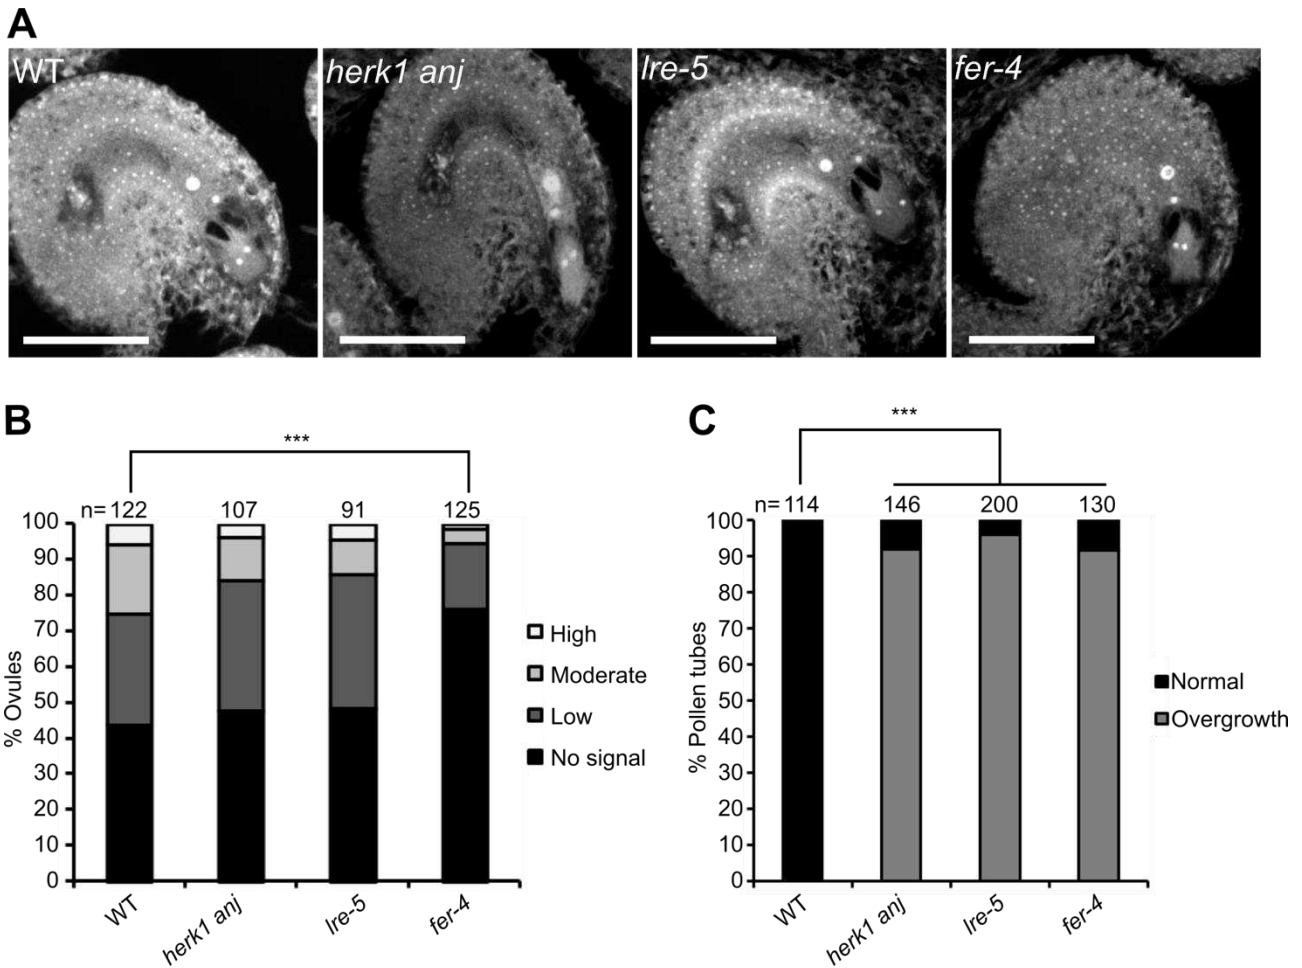 A
WT
herk1 anj
lre-5
fer-4
B
***
n= 122 107 91 125
100
90
80
70
60
50
40
30
20
10
0
% Ovules
WT
herk1 anj
lre-5
fer-4
High
Moderate
Low
No signal
C
***
n= 114 146 200 130
100
90
80
70
60
50
40
30
20
10
0
% Pollen tubes
WT
herk1 anj
lre-5
fer-4
Normal
Overgrowth